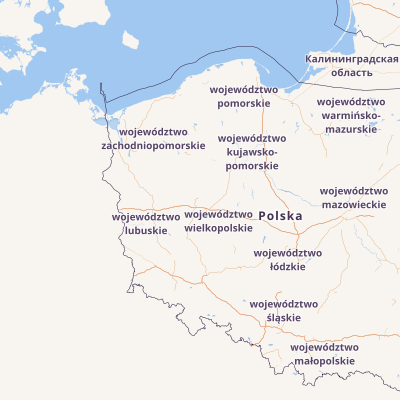 Калининградская
область
województwo
pomorskie
województwo
warmińsko-
mazurskie
województwo
zachodniopomorskie
województwo
kujawsko-
pomorskie
województwo
mazowieckie
województwo
lubuskie
województwo
wielkopolskie
Polska
województwo
łódzkie
województwo
śląskie
województwo
małopolskie